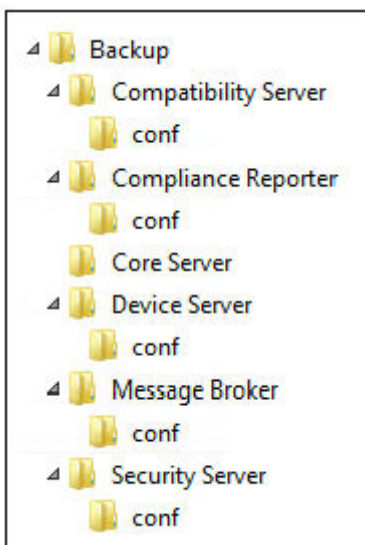 Backup
Compatibility Server
conf
Compliance Reporter
conf
Core Server
Device Server
conf
Message Broker
conf
Security Server
conf